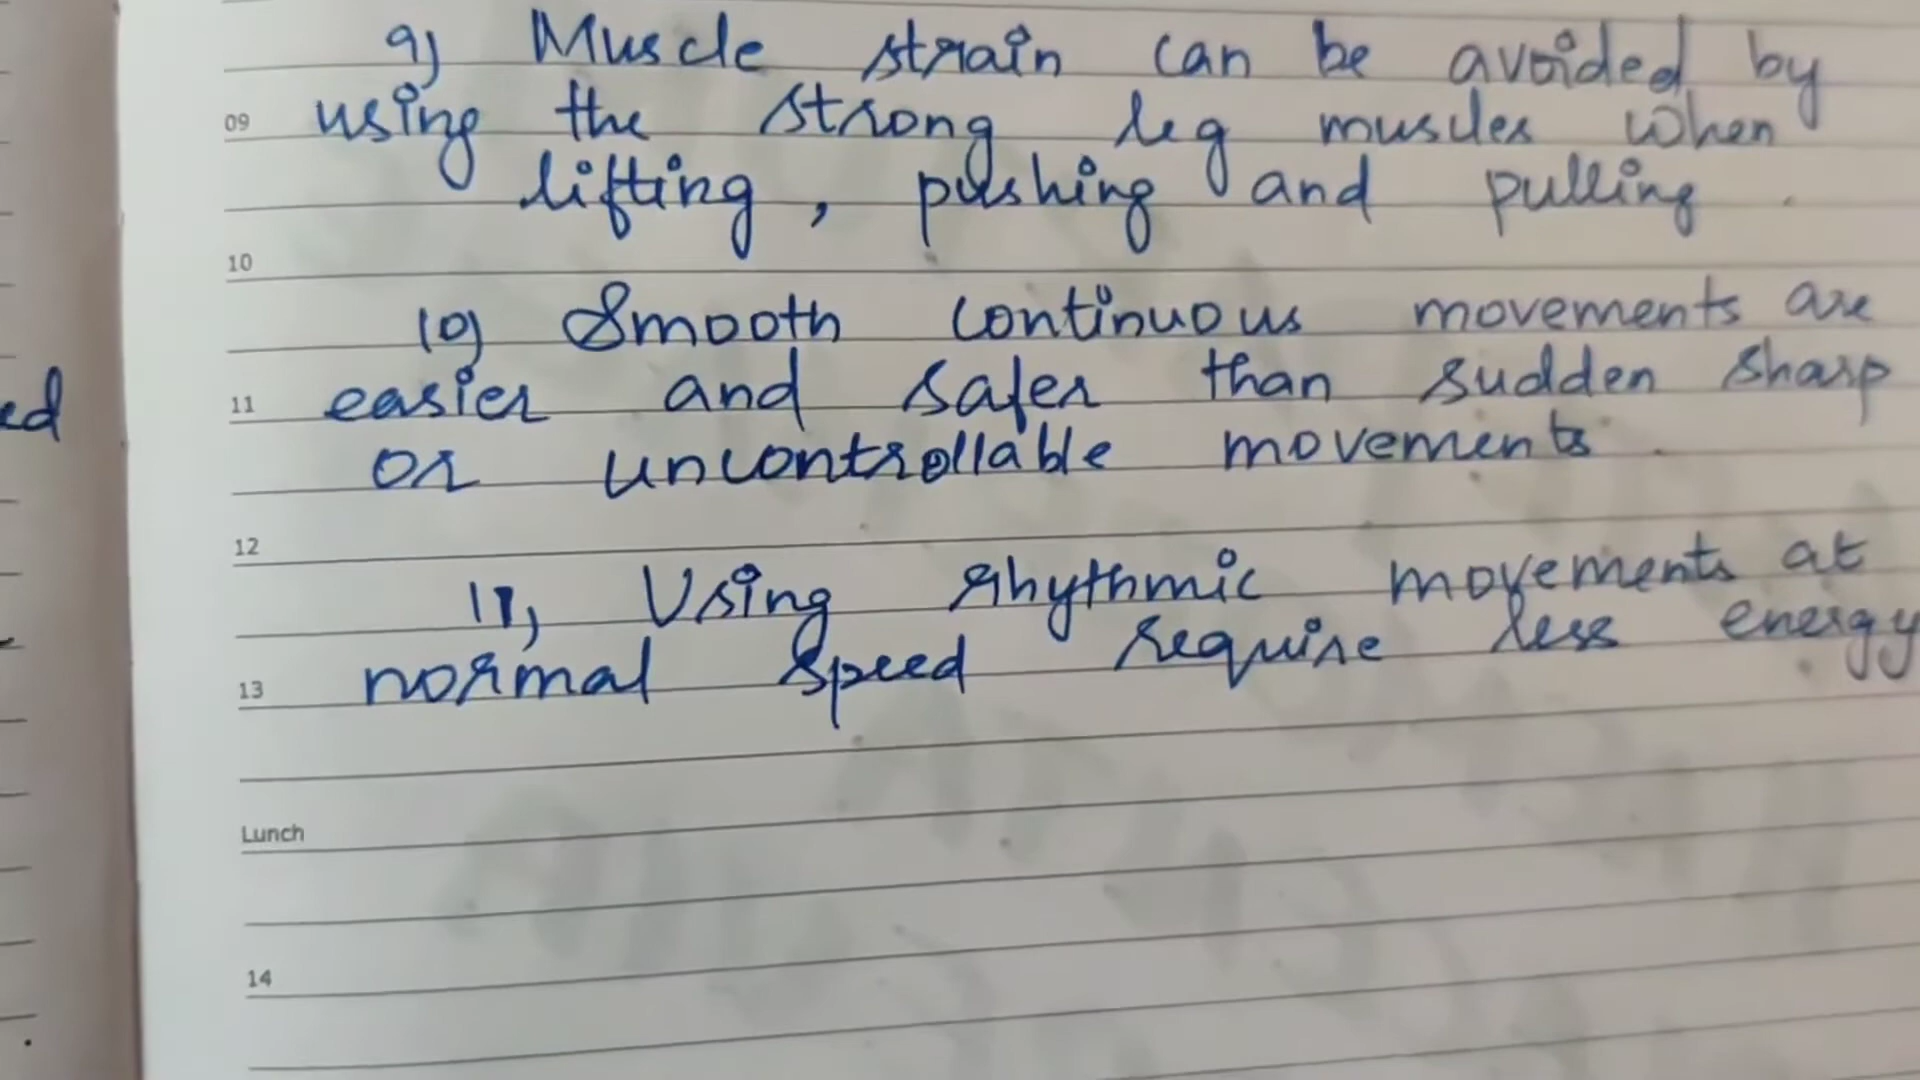 9) Muscle strain can be avoided by
09 using the strong leg muscles when
lifting, pushing and pulling.
10
10) Smooth continuous movements are
ed
11 easier and safer than sudden sharp
or uncontrollable movements.
12
11, Using rhythmic movements at
13 normal speed require less energy
Lunch
14